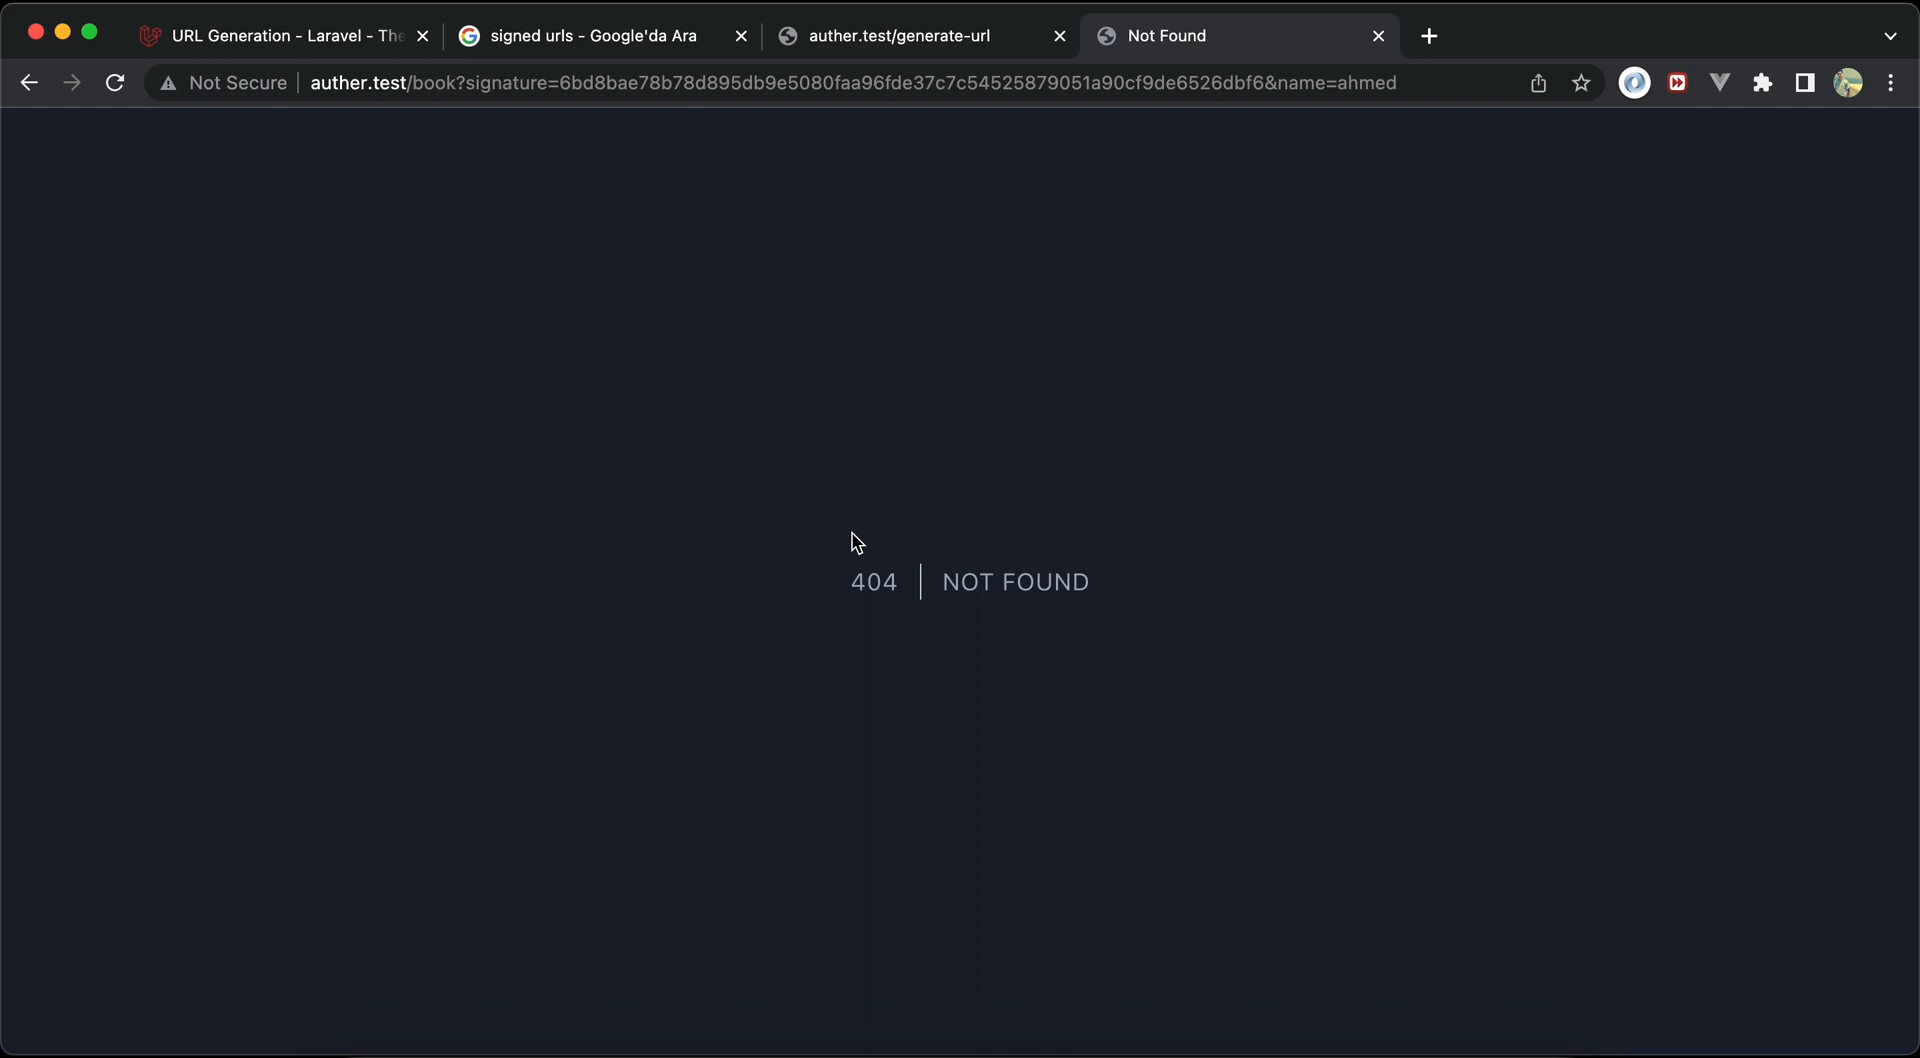 URL Generation - Laravel - The
signed urls - Google'da Ara
auther.test/generate-url
Not Found
Not Secure
auther.test/book?signature=6bd8bae78b78d895db9e5080faa96fde37c7c54525879051a90cf9de6526dbf6&name=ahmed
404
NOT FOUND